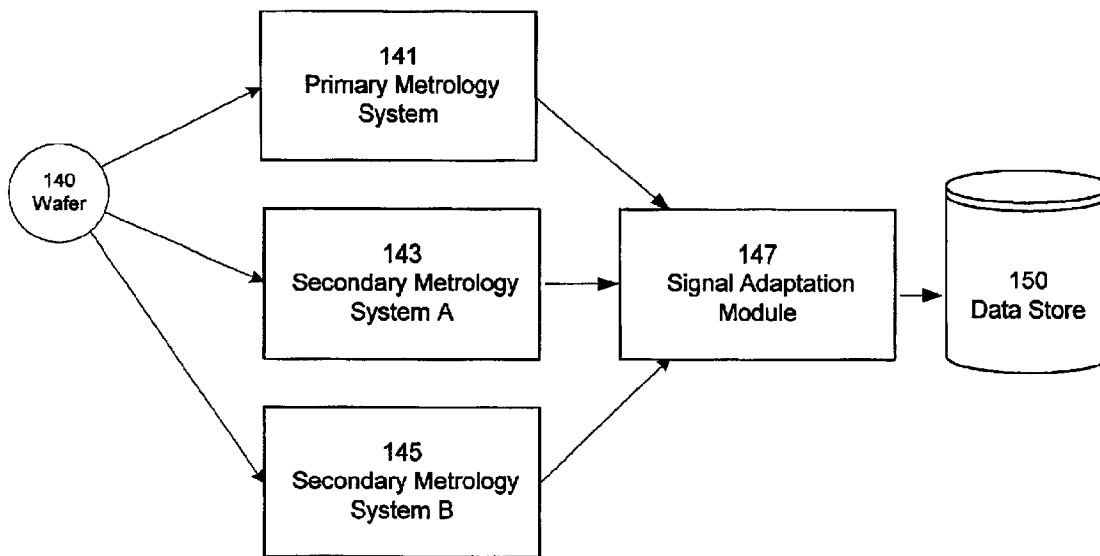 141
Primary Metrology
System
140
Wafer
143
Secondary Metrology
System A
147
Signal Adaptation
Module
150
Data Store
145
Secondary Metrology
System B